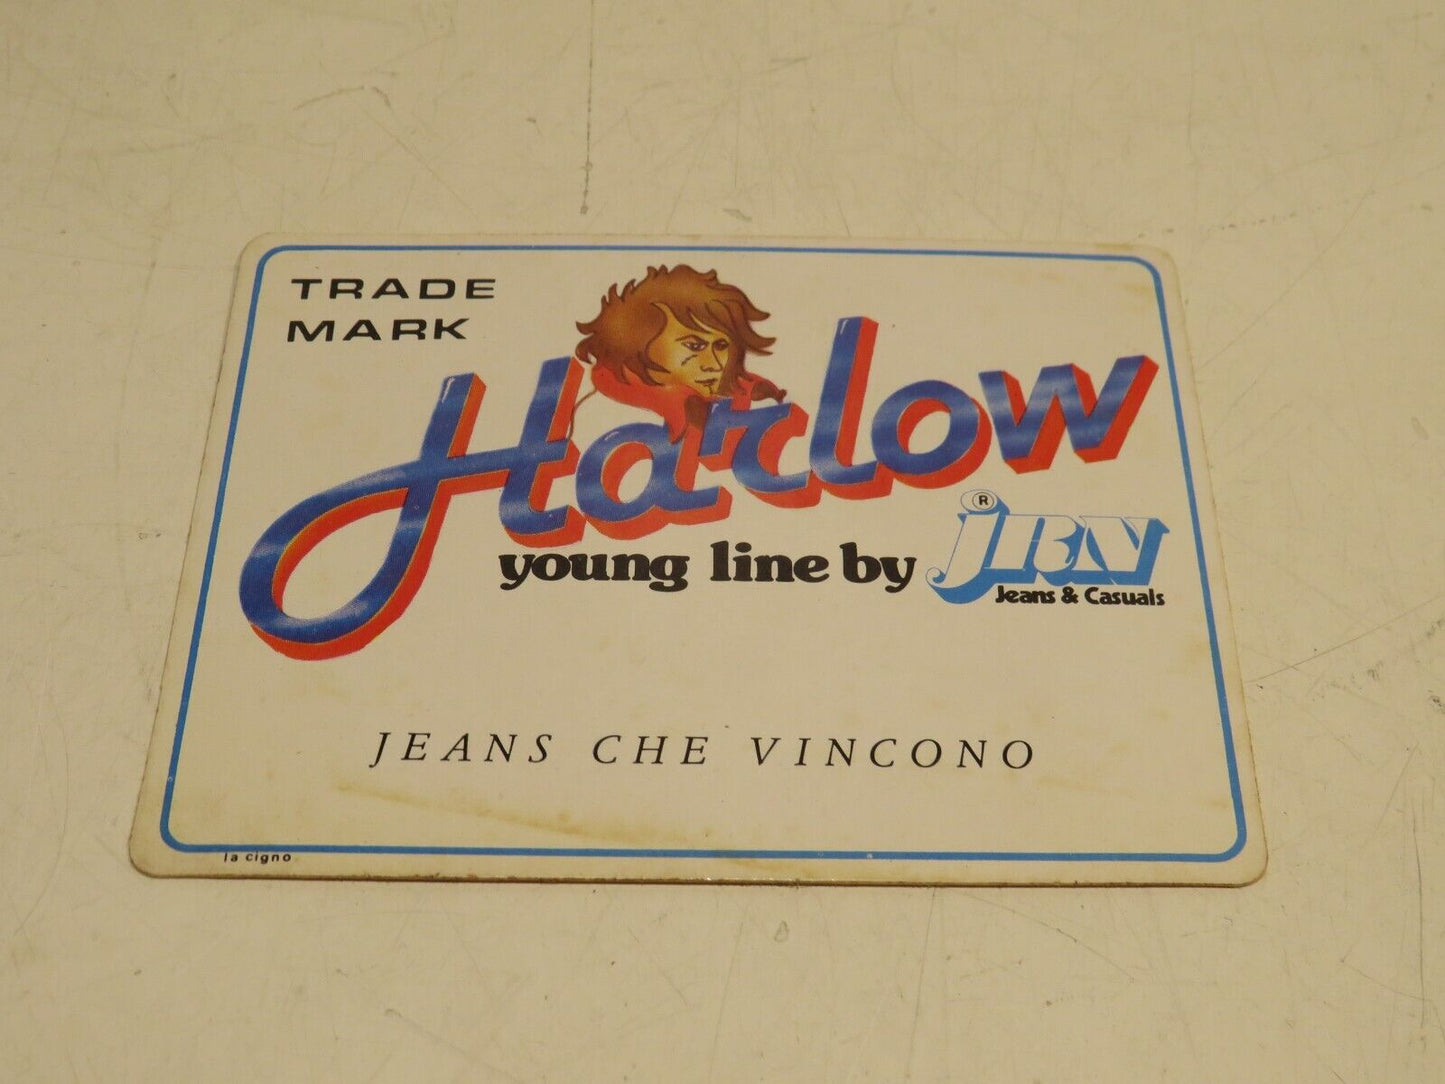 TRADE
MARK
Harlow
young line by JRN ®
Jeans & Casuals
JEANS CHE VINCONO
la cigno